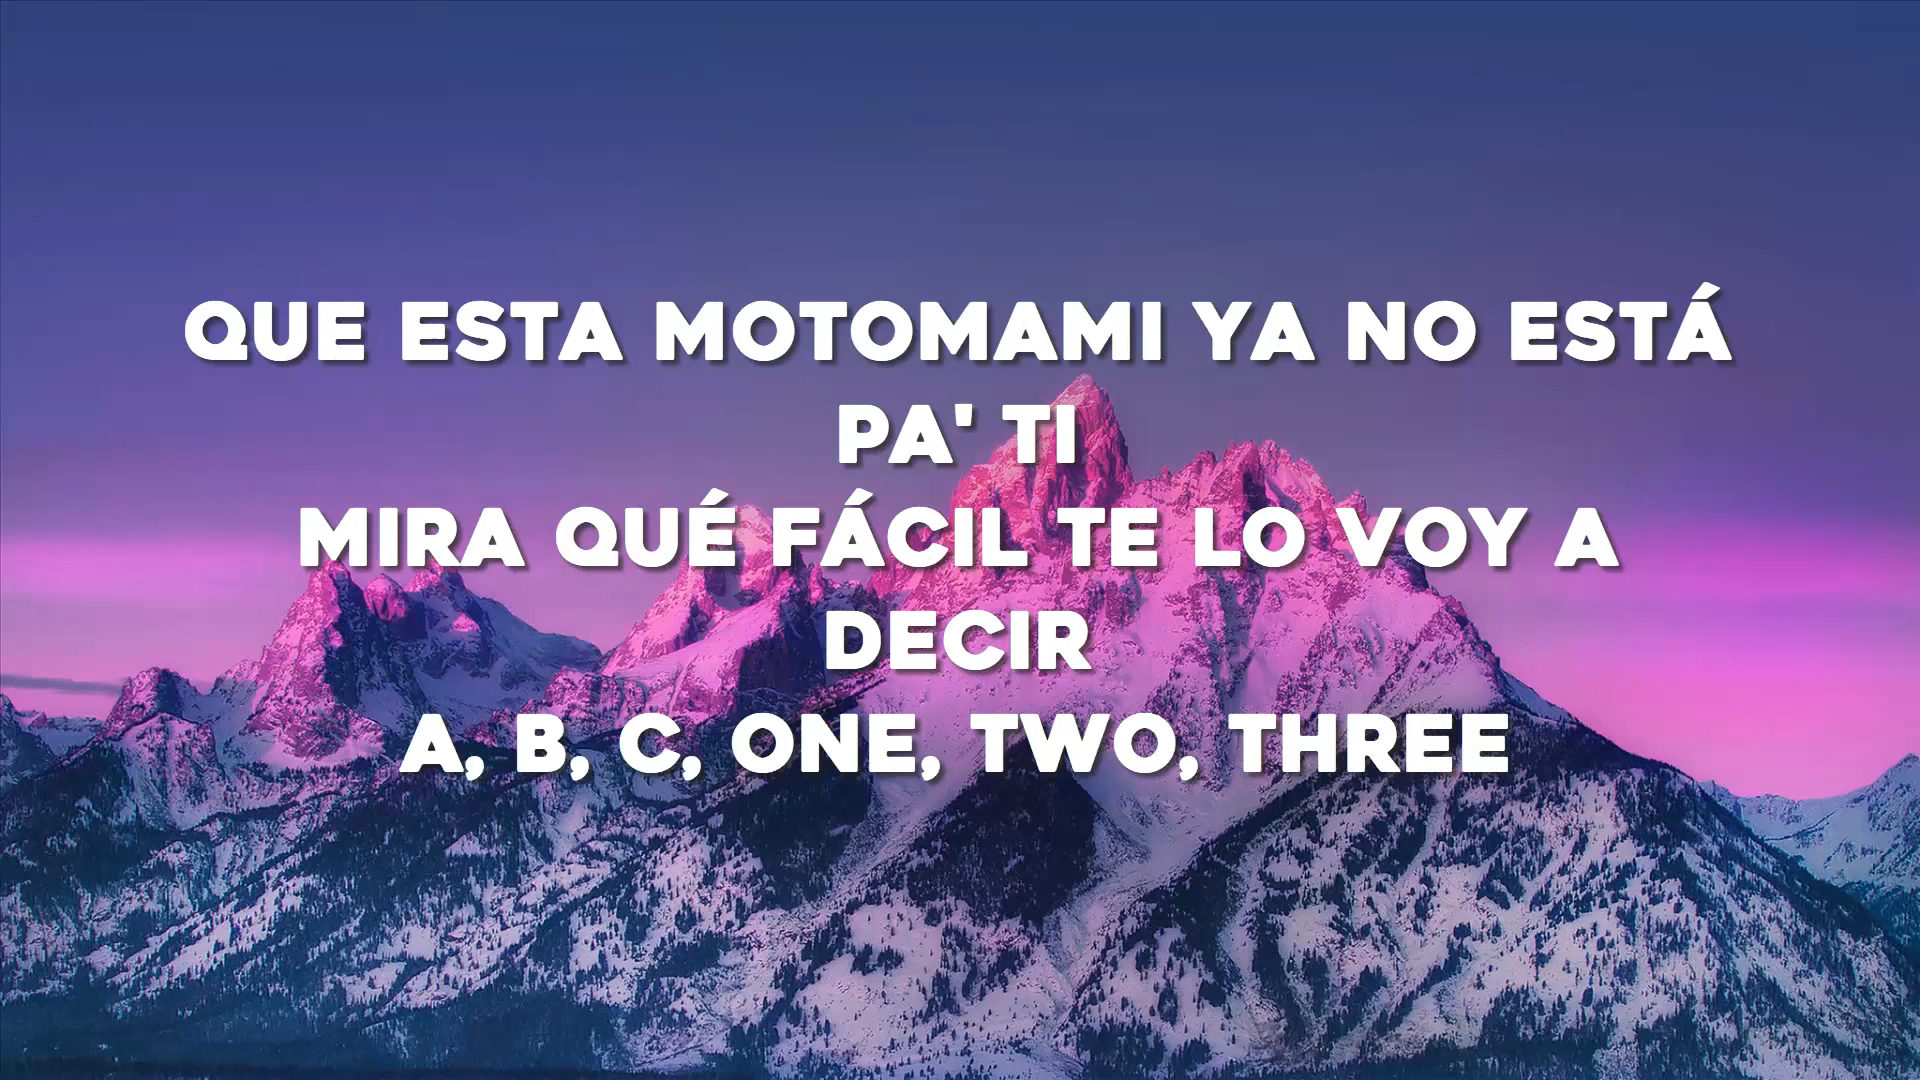 QUE ESTA MOTOMAMI YA NO ESTÁ
PA' TI
MIRA QUÉ FÁCIL TE LO VOY A
DECIR
A, B, C, ONE, TWO, THREE